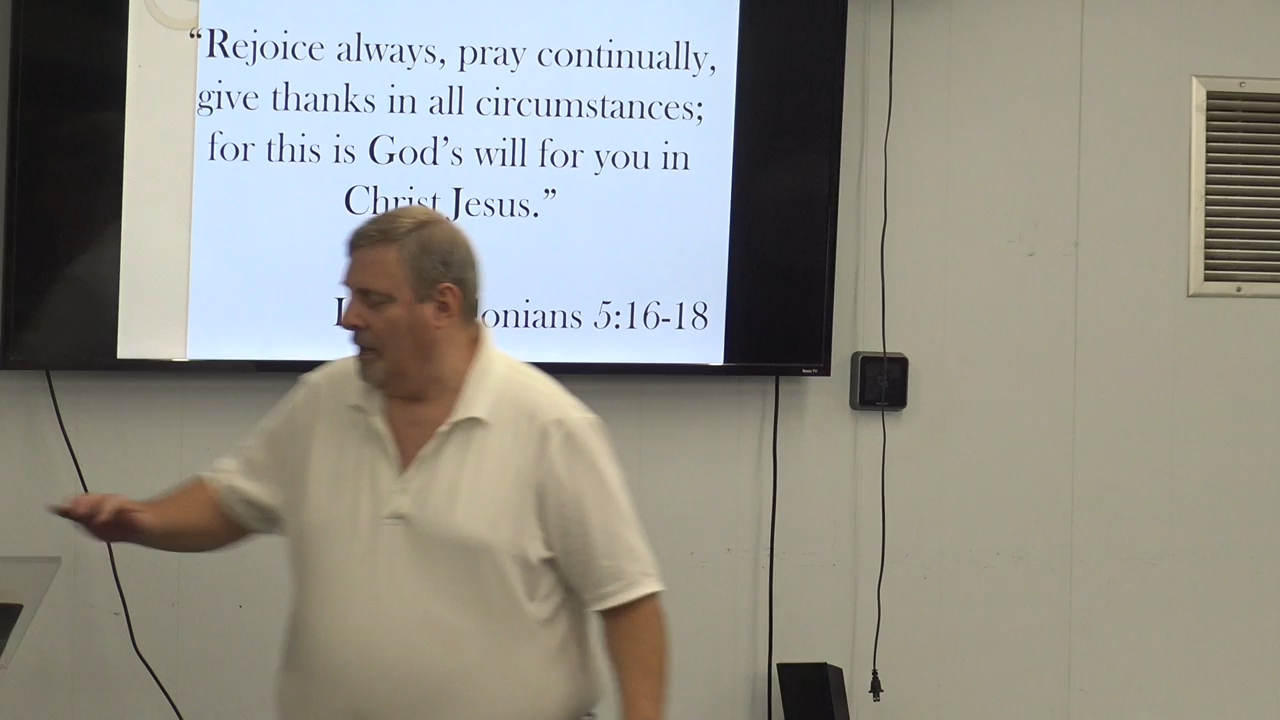 “Rejoice always, pray continually,
give thanks in all circumstances;
for this is God’s will for you in
Christ Jesus.”
5:16-18